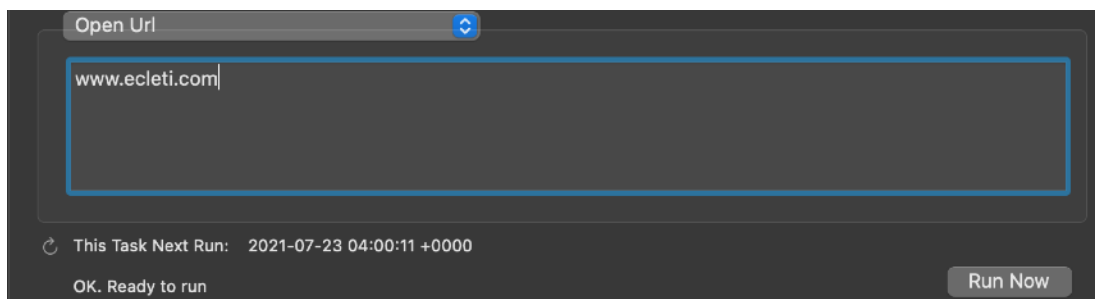 Open Url
www.ecleti.com
This Task Next Run: 2021-07-23 04:00:11 +0000
OK. Ready to run
Run Now